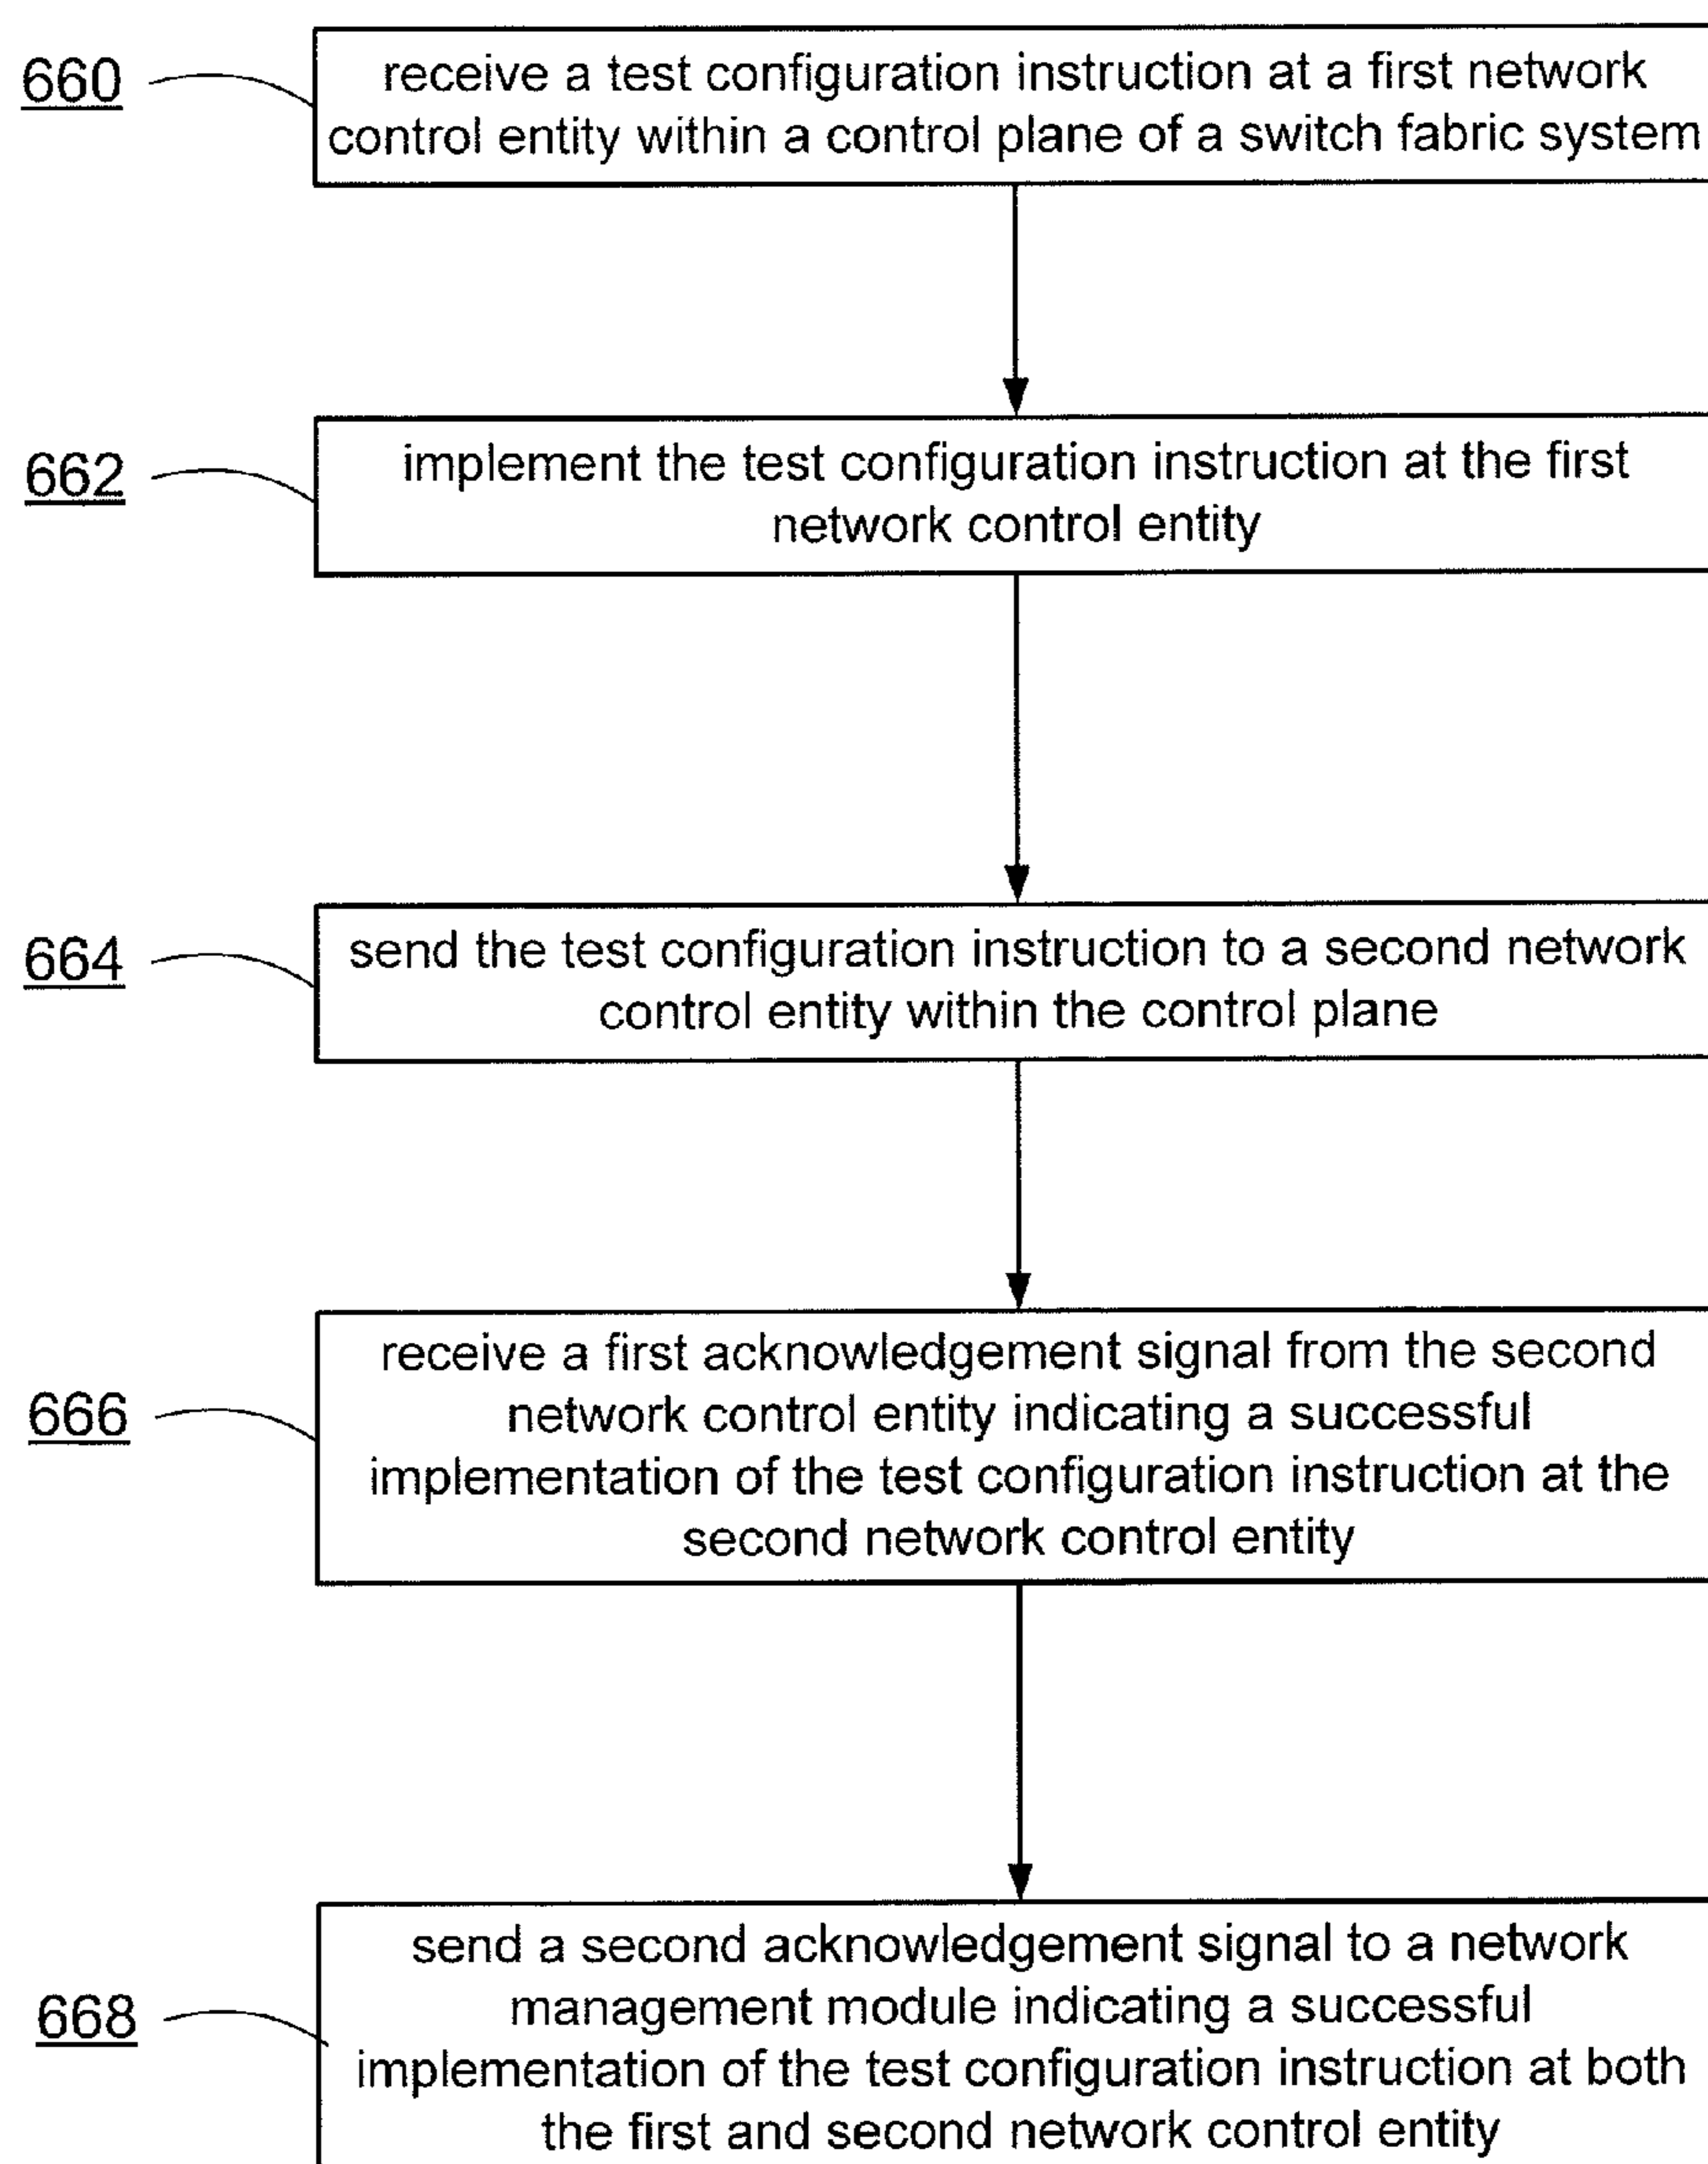 660
receive a test configuration instruction at a first network
control entity within a control plane of a switch fabric system
662
implement the test configuration instruction at the first
network control entity
664
send the test configuration instruction to a second network
control entity within the control plane
666
receive a first acknowledgement signal from the second
network control entity indicating a successful
implementation of the test configuration instruction at the
second network control entity
668
send a second acknowledgement signal to a network
management module indicating a successful
implementation of the test configuration instruction at both
the first and second network control entity